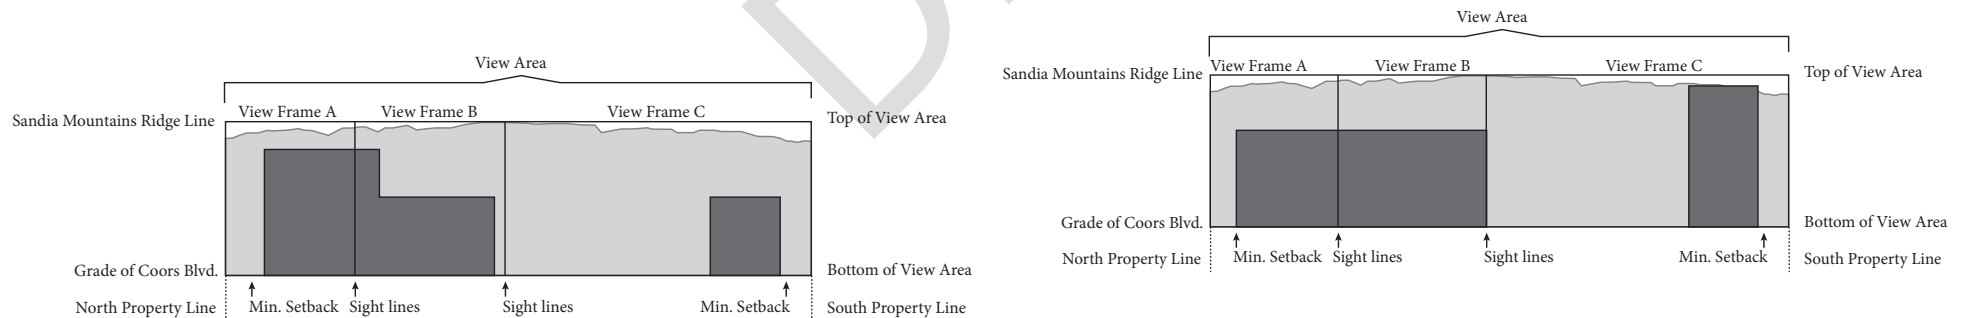 View Area
View Frame A
View Frame B
View Frame C
Sandia Mountains Ridge Line
Top of View Area
Grade of Coors Blvd.
Bottom of View Area
North Property Line
Min. Setback
Sight lines
Sight lines
Min. Setback
South Property Line
View Area
View Frame A
View Frame B
View Frame C
Sandia Mountains Ridge Line
Top of View Area
Grade of Coors Blvd.
Bottom of View Area
North Property Line
Min. Setback
Sight lines
Sight lines
Min. Setback
South Property Line